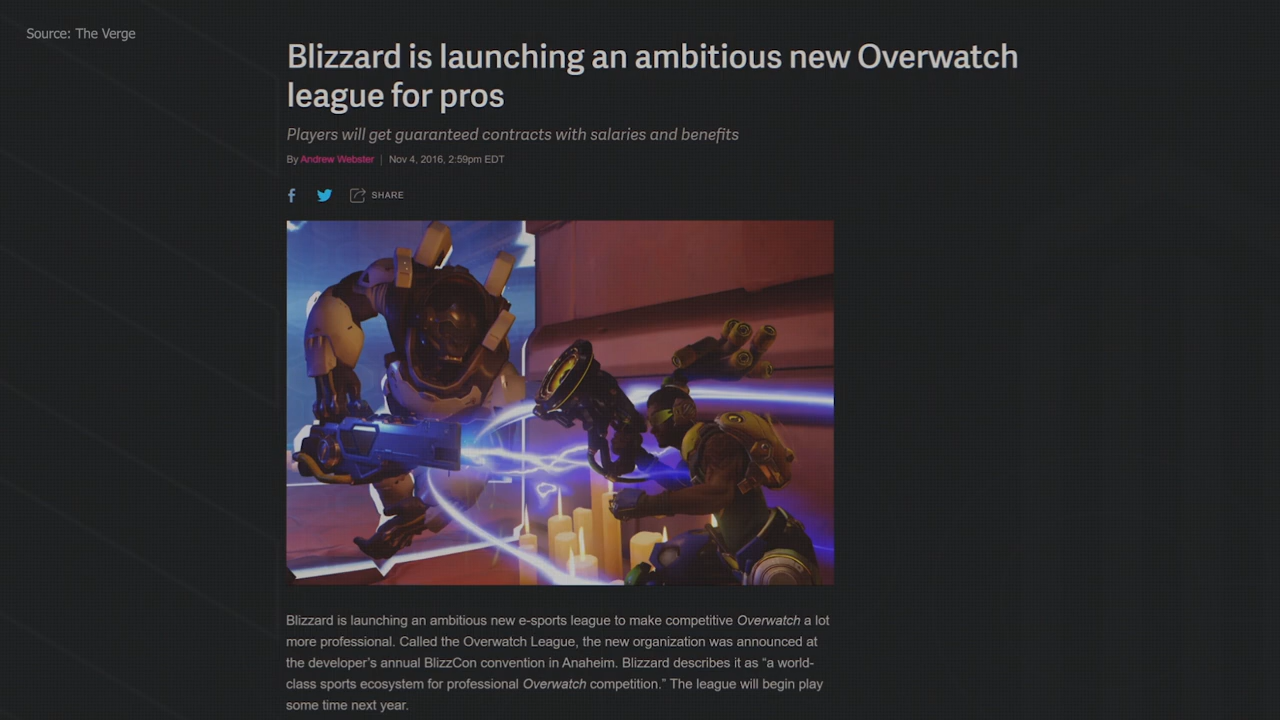 Source: The Verge
Blizzard is launching an ambitious new Overwatch
league for pros
Players will get guaranteed contracts with salaries and benefits
By Andrew Webster | Nov 4, 2016, 2:59pm EDT
SHARE
Blizzard is launching an ambitious new e-sports league to make competitive Overwatch a lot
more professional. Called the Overwatch League, the new organization was announced at
the developer's annual BlizzCon convention in Anaheim. Blizzard describes it as “a world-
class sports ecosystem for professional Overwatch competition.” The league will begin play
some time next year.